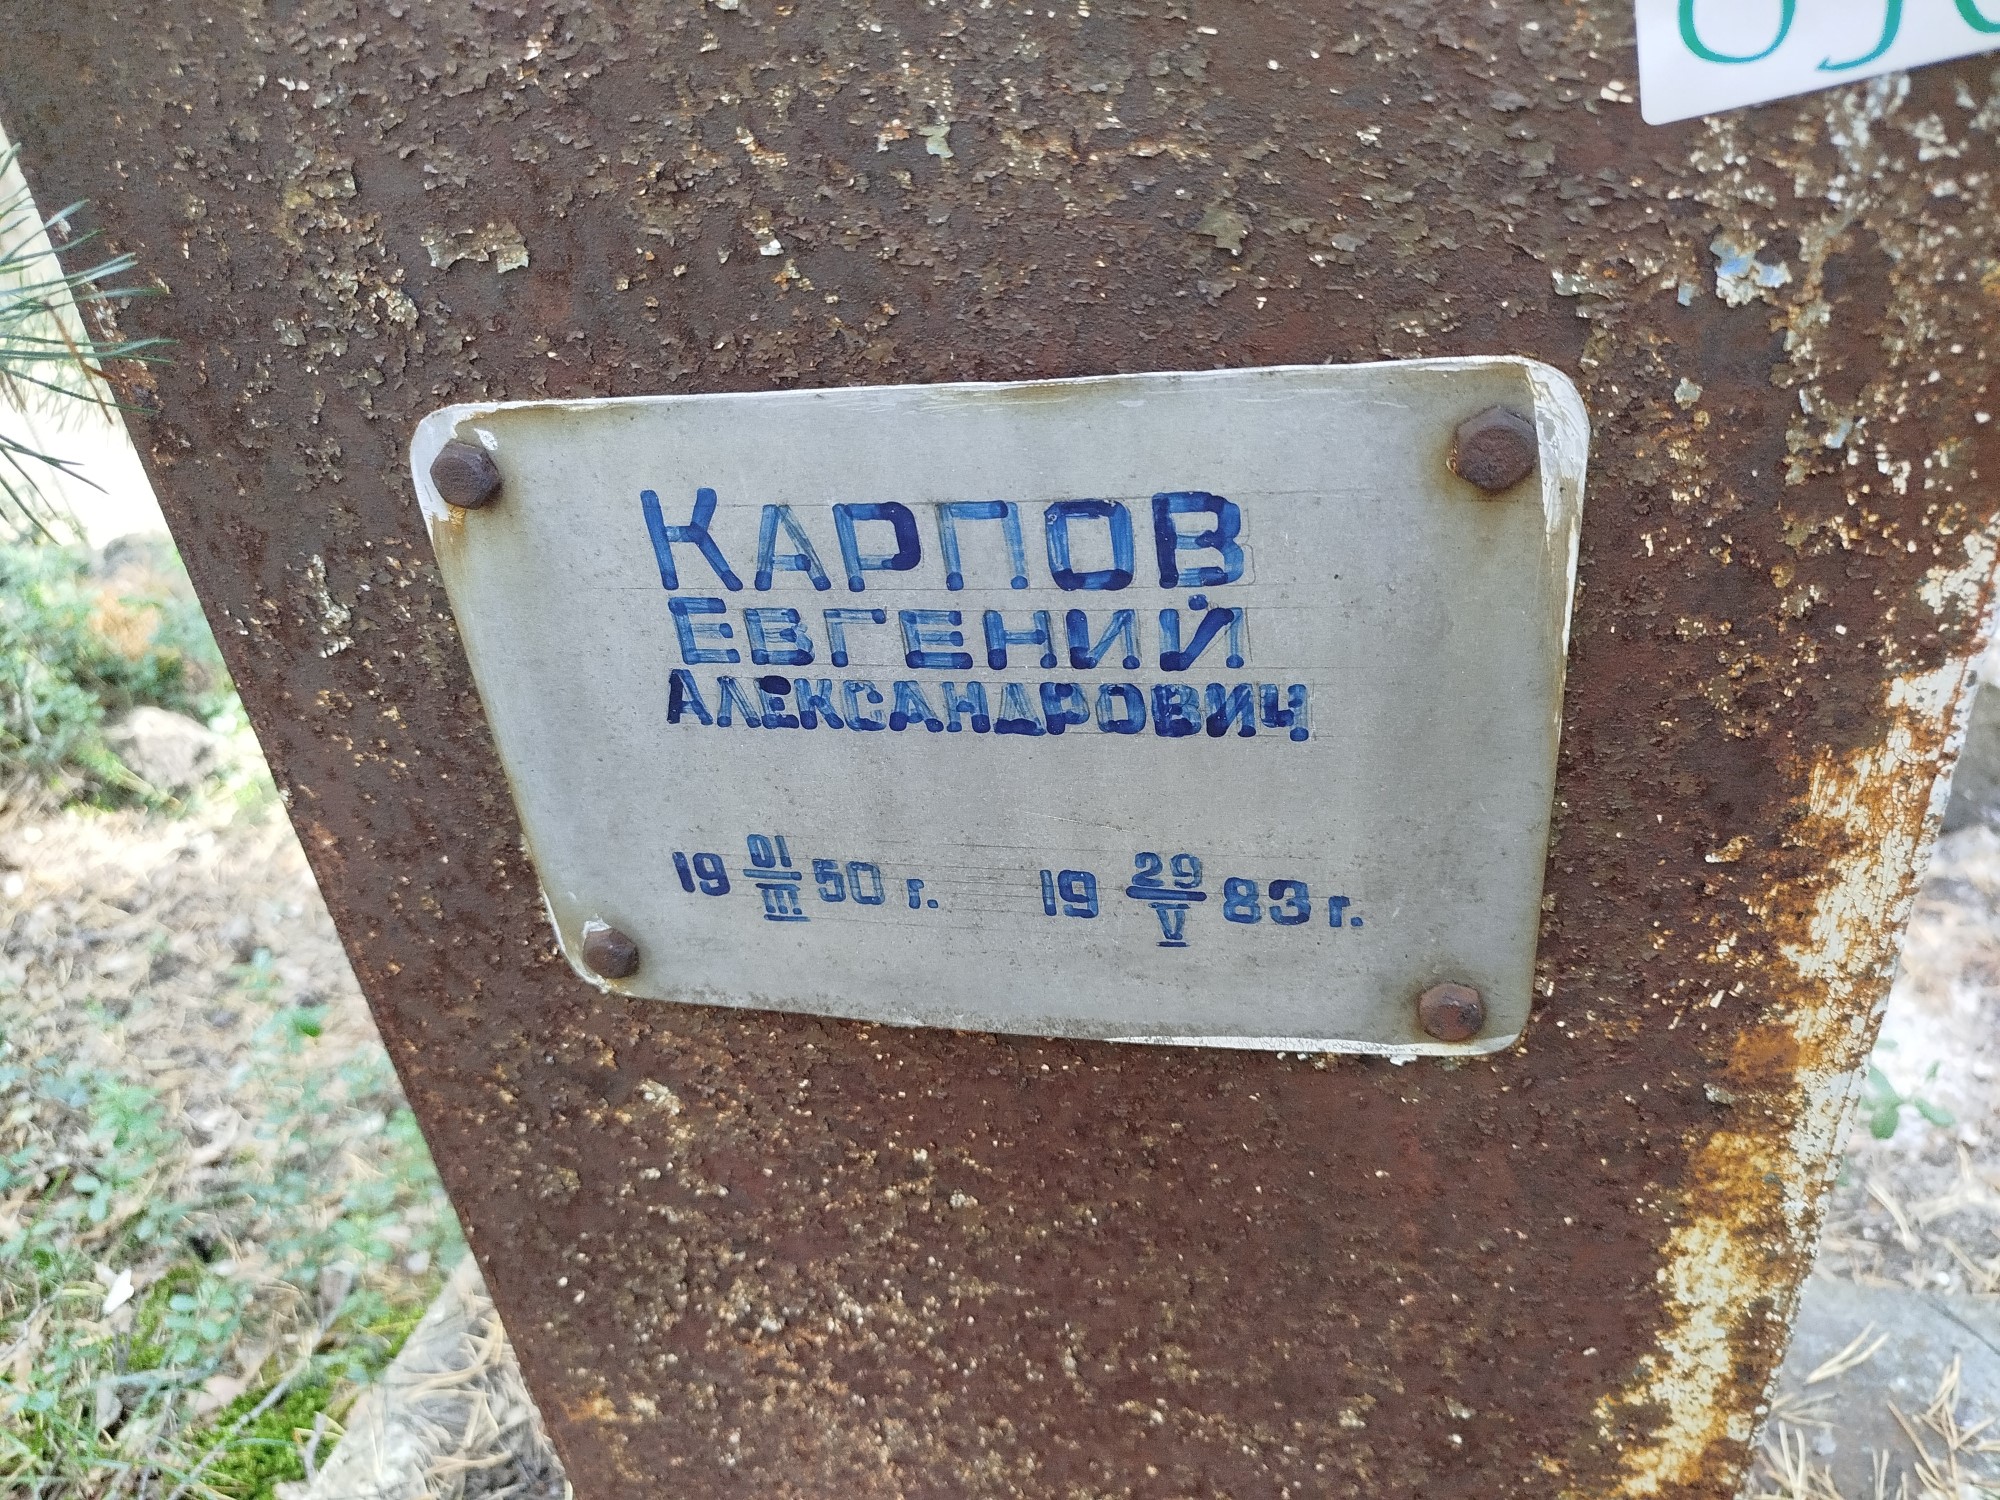 КАРПОВ
ЕВГЕНИЙ
АЛЕКСАНДРОВИЧ
19 01/III 50 г. 19 29/V 83 г.